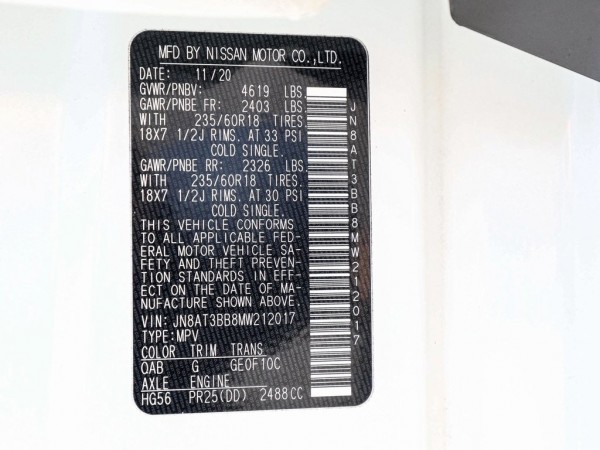 MFD BY NISSAN MOTOR CO.,LTD.
DATE: 11/20
GVWR/PNBV: 4619 LBS.
GAWR/PNBE FR: 2403 LBS.
WITH 235/60R18 TIRES.
18X7 1/2J RIMS. AT 33 PSI
COLD SINGLE.
GAWR/PNBE RR: 2326 LBS.
WITH 235/60R18 TIRES.
18X7 1/2J RIMS. AT 30 PSI
COLD SINGLE.
THIS VEHICLE CONFORMS
TO ALL APPLICABLE FED-
ERAL MOTOR VEHICLE SA-
FETY AND THEFT PREVEN-
TION STANDARDS IN EFF-
ECT ON THE DATE OF MA-
NUFACTURE SHOWN ABOVE.
VIN: JN8AT3BB8MW212017
TYPE:MPV
COLOR TRIM TRANS
QAB G GE0F10C
AXLE ENGINE
HG56 PR25(DD) 2488CC
JN8AT3BB8MW212017